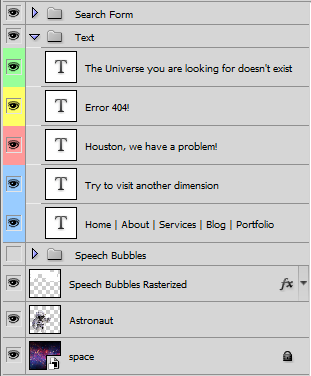 Search Form
Text
T The Universe you are looking for doesn't exist
T Error 404!
T Houston, we have a problem!
T Try to visit another dimension
T Home | About | Services | Blog | Portfolio
Speech Bubbles
Speech Bubbles Rasterized fx
Astronaut
space